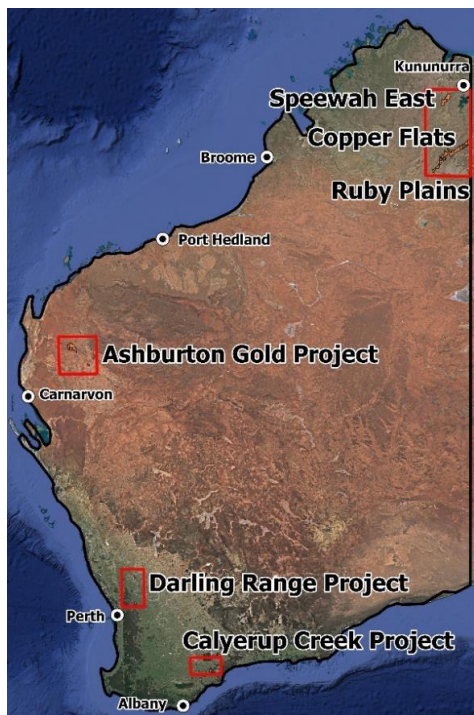 Kununurra
Speewah East
Copper Flats
Broome
Ruby Plains
Port Hedland
Ashburton Gold Project
Carnarvon
Darling Range Project
Perth
Calyerup Creek Project
Albany